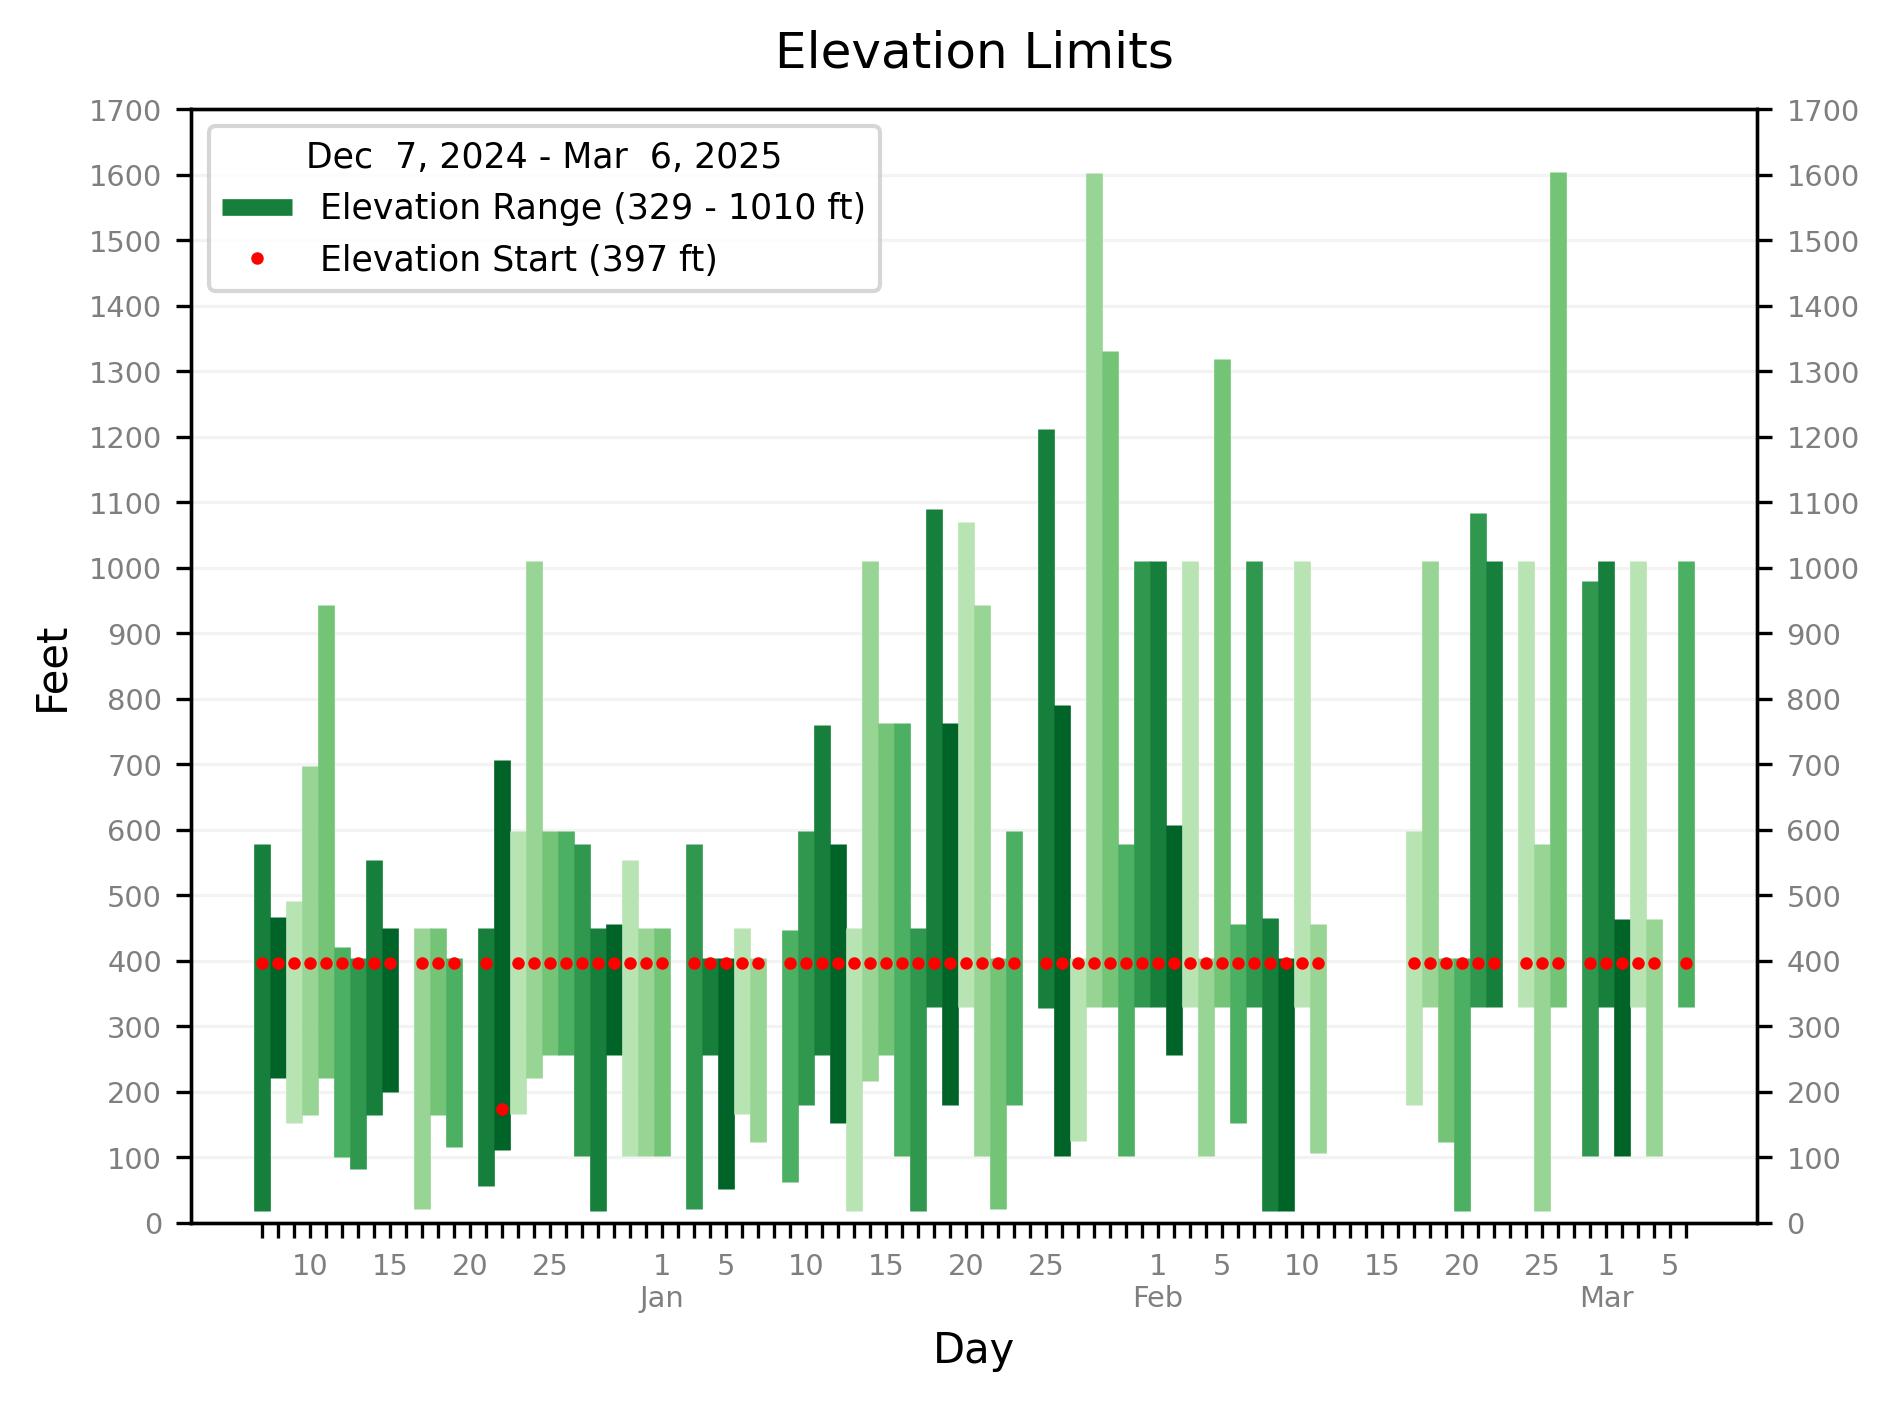 Elevation Limits
1700 1700
Dec  7, 2024 - Mar  6, 2025
1600 1600
Elevation Range (329 - 1010 ft)
1500 1500
Elevation Start (397 ft)
1400 1400
1300 1300
1200 1200
1100 1100
1000 1000
900 900
800 800
Feet
700 700
600 600
500 500
400 400
300 300
200 200
100 100
0 0
10 15 20 25 1 5 10 15 20 25 1 5 10 15 20 25 1 5
Jan Feb Mar
Day